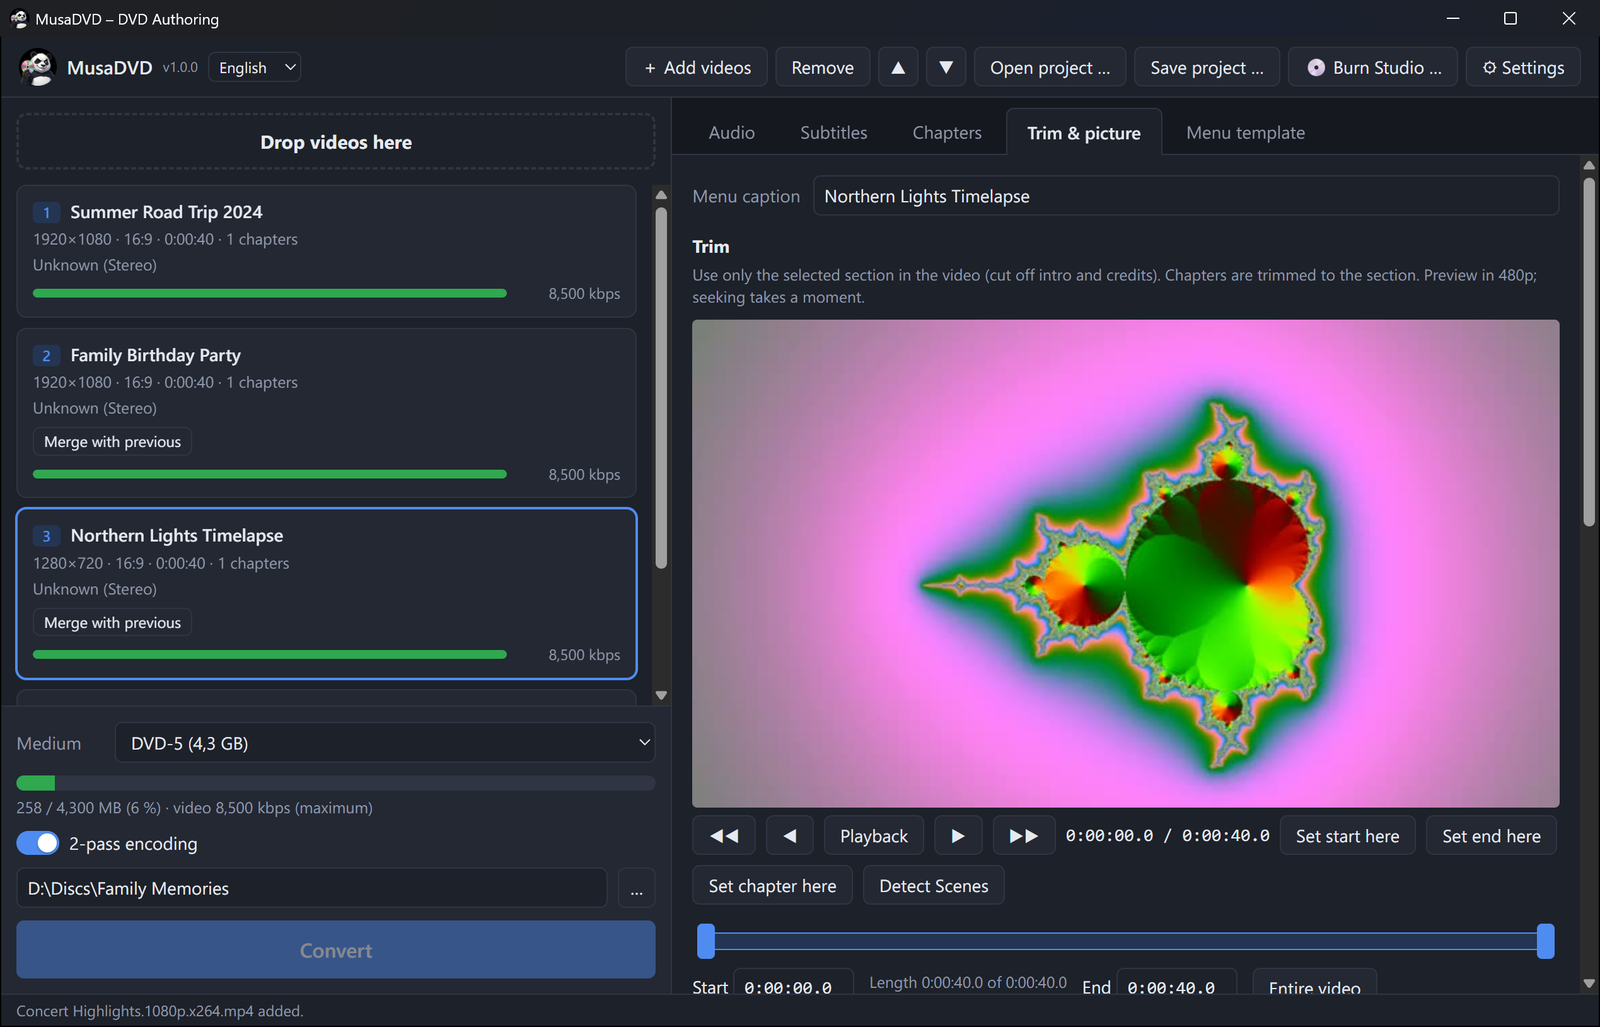 MusaDVD – DVD Authoring
MusaDVD v1.0.0 English
+ Add videos
Remove
▲
▼
Open project ...
Save project ...
Burn Studio ...
⚙ Settings
Drop videos here
1 Summer Road Trip 2024
1920×1080 · 16:9 · 0:00:40 · 1 chapters
Unknown (Stereo)
8,500 kbps
2 Family Birthday Party
1920×1080 · 16:9 · 0:00:40 · 1 chapters
Unknown (Stereo)
Merge with previous
8,500 kbps
3 Northern Lights Timelapse
1280×720 · 16:9 · 0:00:40 · 1 chapters
Unknown (Stereo)
Merge with previous
8,500 kbps
Medium DVD-5 (4,3 GB)
258 / 4,300 MB (6 %) · video 8,500 kbps (maximum)
2-pass encoding
D:\Discs\Family Memories
...
Convert
Concert Highlights.1080p.x264.mp4 added.
Audio
Subtitles
Chapters
Trim & picture
Menu template
Menu caption Northern Lights Timelapse
Trim
Use only the selected section in the video (cut off intro and credits). Chapters are trimmed to the section. Preview in 480p;
seeking takes a moment.
◀◀ ◀ Playback ▶ ▶▶ 0:00:00.0 / 0:00:40.0 Set start here Set end here
Set chapter here Detect Scenes
Start 0:00:00.0 Length 0:00:40.0 of 0:00:40.0 End 0:00:40.0 Entire video